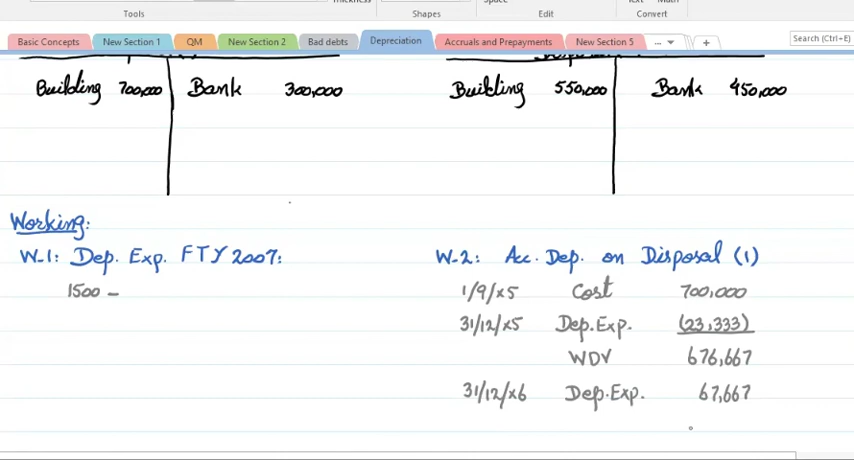 Tools Shapes Edit Convert
Basic Concepts New Section 1 QM New Section 2 Bad debts Depreciation Accruals and Prepayments New Section 5 ... + Search (Ctrl+E)
Building 700,000 Bank 300,000
Building 550,000 Bank 450,000
Working:
W-1: Dep. Exp. FTY 2007:
1500 -
W-2: Acc. Dep. on Disposal (1)
1/9/x5 Cost 700,000
31/12/x5 Dep.Exp. (23,333)
WDV 676,667
31/12/x6 Dep.Exp. 67,667